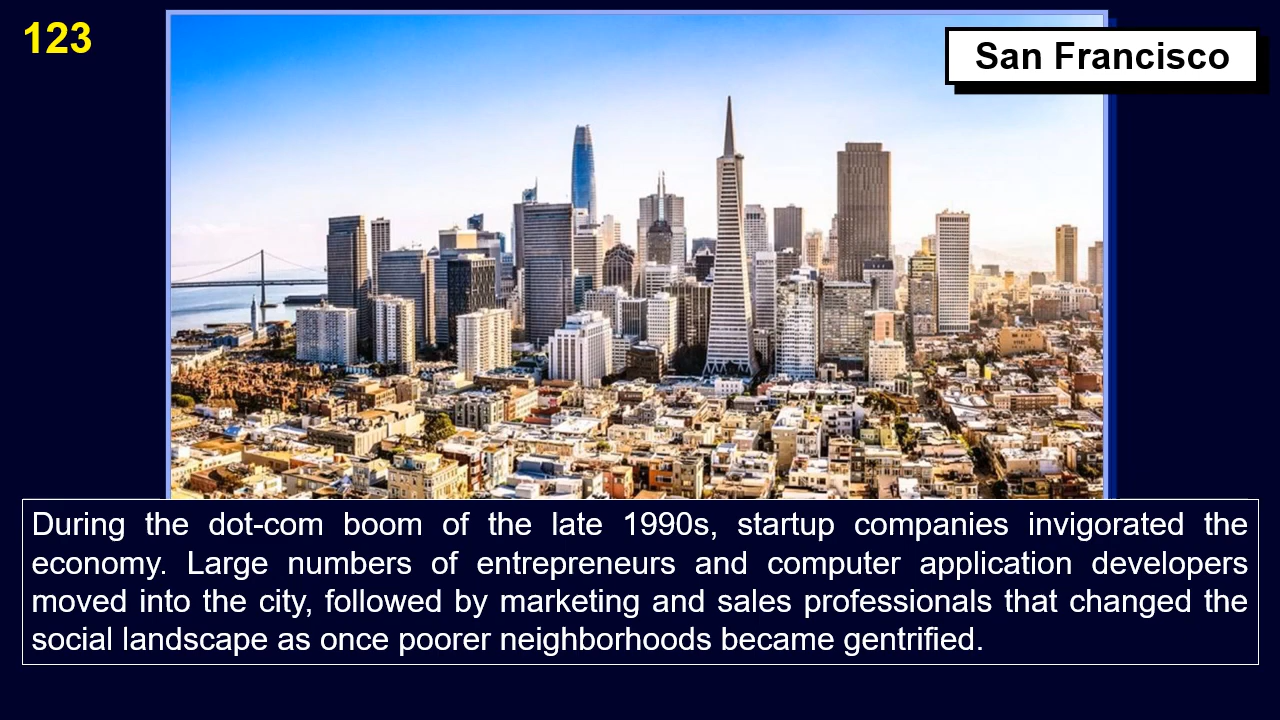 123
San Francisco
During the dot-com boom of the late 1990s, startup companies invigorated the
economy. Large numbers of entrepreneurs and computer application developers
moved into the city, followed by marketing and sales professionals that changed the
social landscape as once poorer neighborhoods became gentrified.